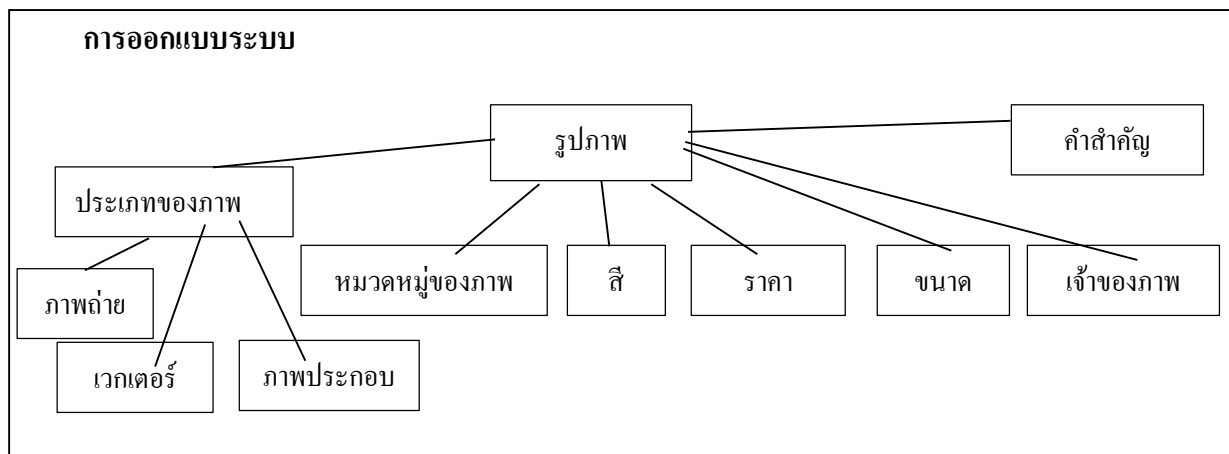 การออกแบบระบบ
รูปภาพ
คำสำคัญ
ประเภทของภาพ
หมวดหมู่ของภาพ
สี
ราคา
ขนาด
เจ้าของภาพ
ภาพถ่าย
เวกเตอร์
ภาพประกอบ